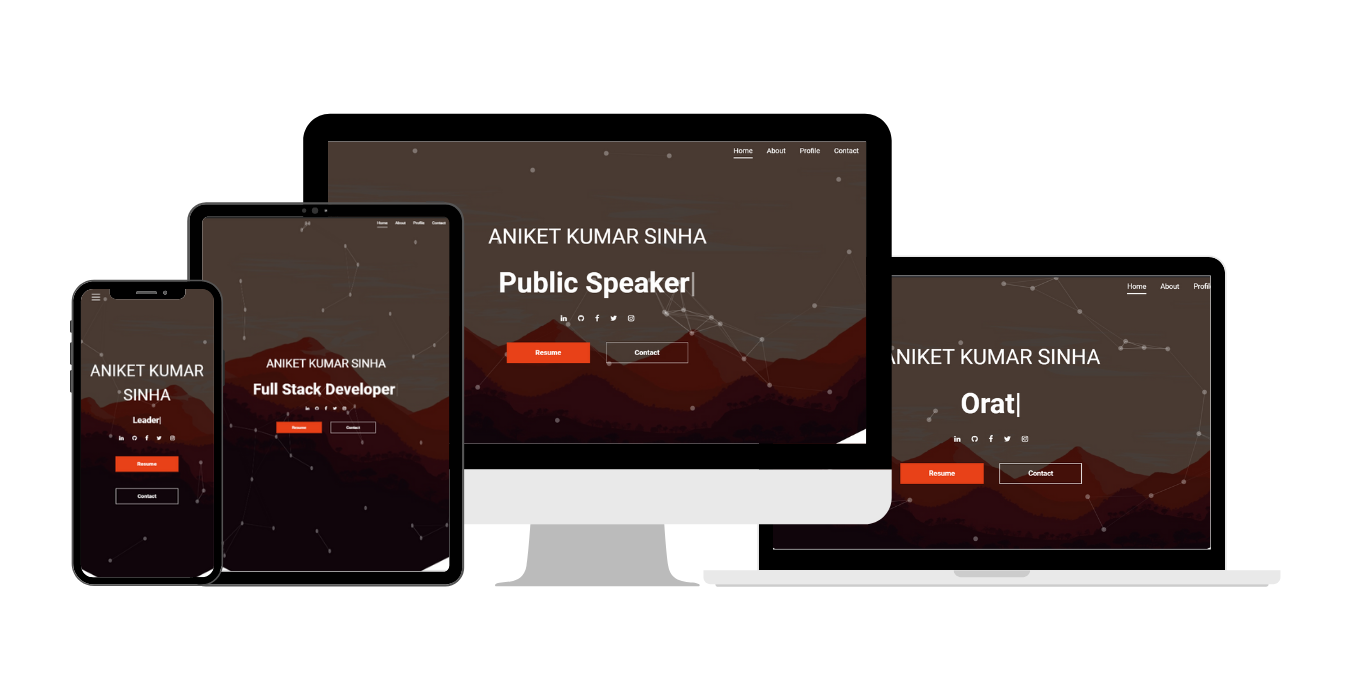 Home About Profile Contact
ANIKET KUMAR SINHA
Public Speaker|
Resume Contact
Home About Profile Contact
ANIKET KUMAR SINHA
Full Stack Developer
Resume Contact
ANIKET KUMAR
SINHA
Leader|
Resume
Contact
Home About Profil
ANIKET KUMAR SINHA
Orat|
Resume Contact